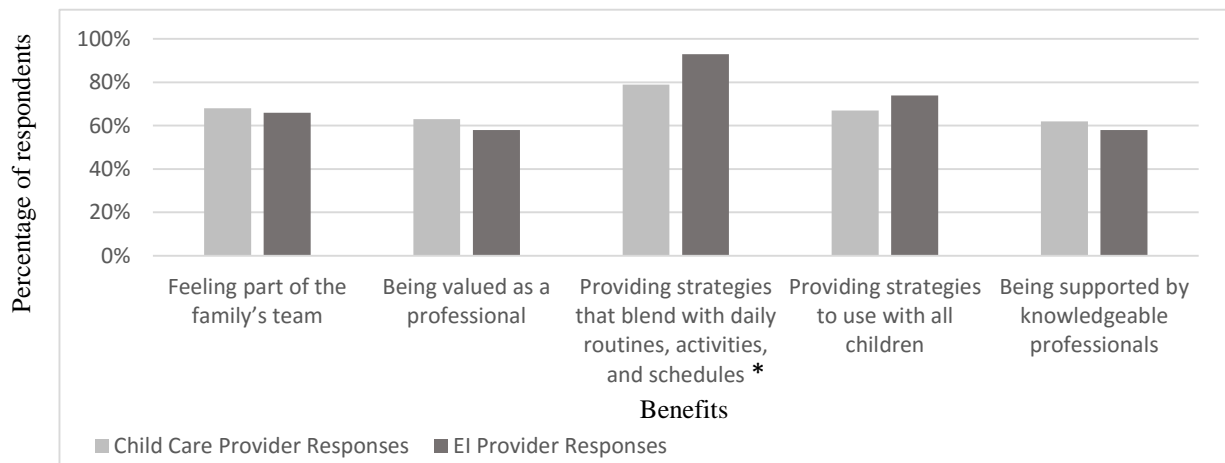 Percentage of respondents
100%
80%
60%
40%
20%
0%
Feeling part of the
family’s team
Being valued as a
professional
Providing strategies
that blend with daily
routines, activities,
and schedules *
Providing strategies
to use with all
children
Being supported by
knowledgeable
professionals
Benefits
Child Care Provider Responses
EI Provider Responses